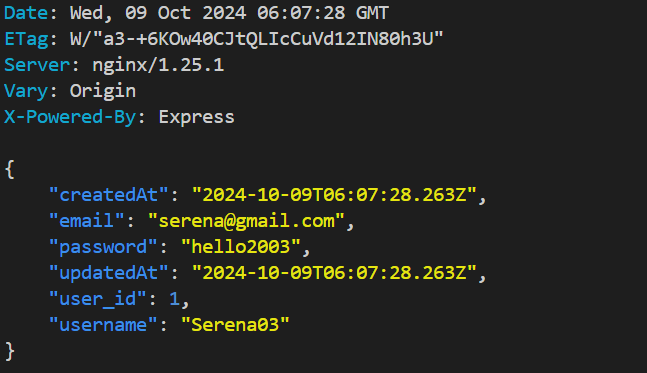 Date: Wed, 09 Oct 2024 06:07:28 GMT
ETag: W/"a3-+6KOw40CJtQLIcCuVd12IN80h3U"
Server: nginx/1.25.1
Vary: Origin
X-Powered-By: Express
{
    "createdAt": "2024-10-09T06:07:28.263Z",
    "email": "serena@gmail.com",
    "password": "hello2003",
    "updatedAt": "2024-10-09T06:07:28.263Z",
    "user_id": 1,
    "username": "Serena03"
}